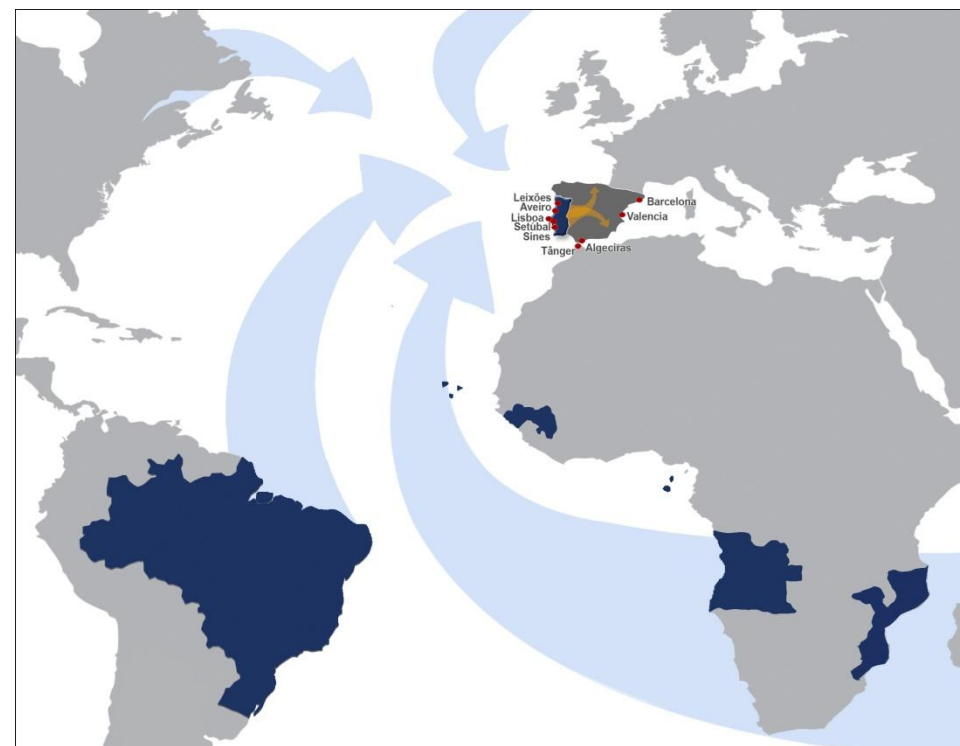 Leixões
Aveiro
Lisboa
Setúbal
Sines
Tânger
Algeciras
Valencia
Barcelona